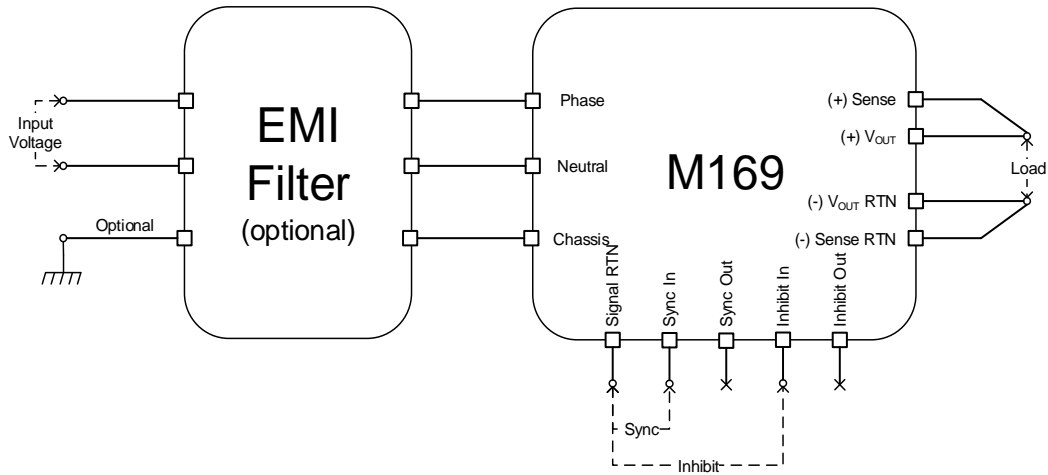 Input
Voltage
Optional
EMI
Filter
(optional)
Phase
Neutral
Chassis
M169
(+) Sense
(+) VOUT
(-) VOUT RTN
(-) Sense RTN
Load
Signal RTN
Sync In
Sync Out
Inhibit In
Inhibit Out
Sync
Inhibit